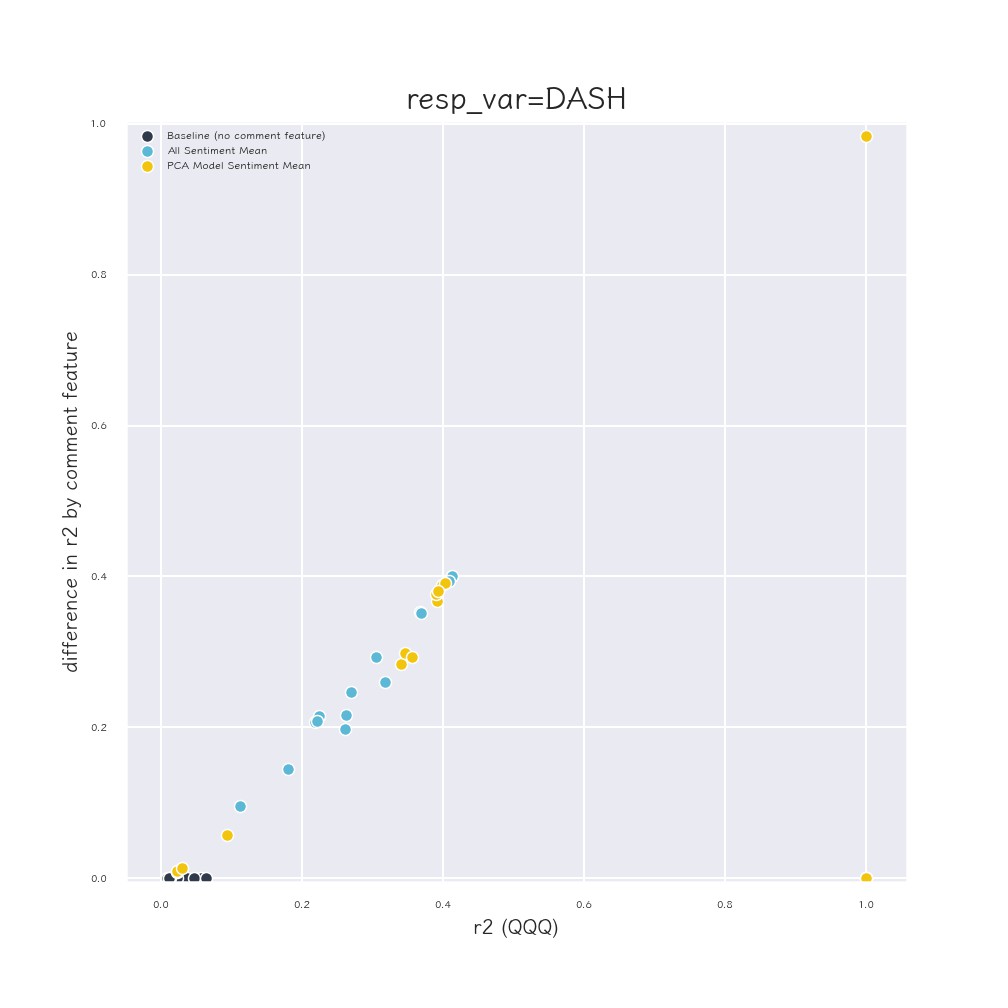 resp_var=DASH
1.0
Baseline (no comment feature)
All Sentiment Mean
PCA Model Sentiment Mean
0.8
0.6
0.4
0.2
0.0
difference in r2 by comment feature
0.0 0.2 0.4 0.6 0.8 1.0
r2 (QQQ)